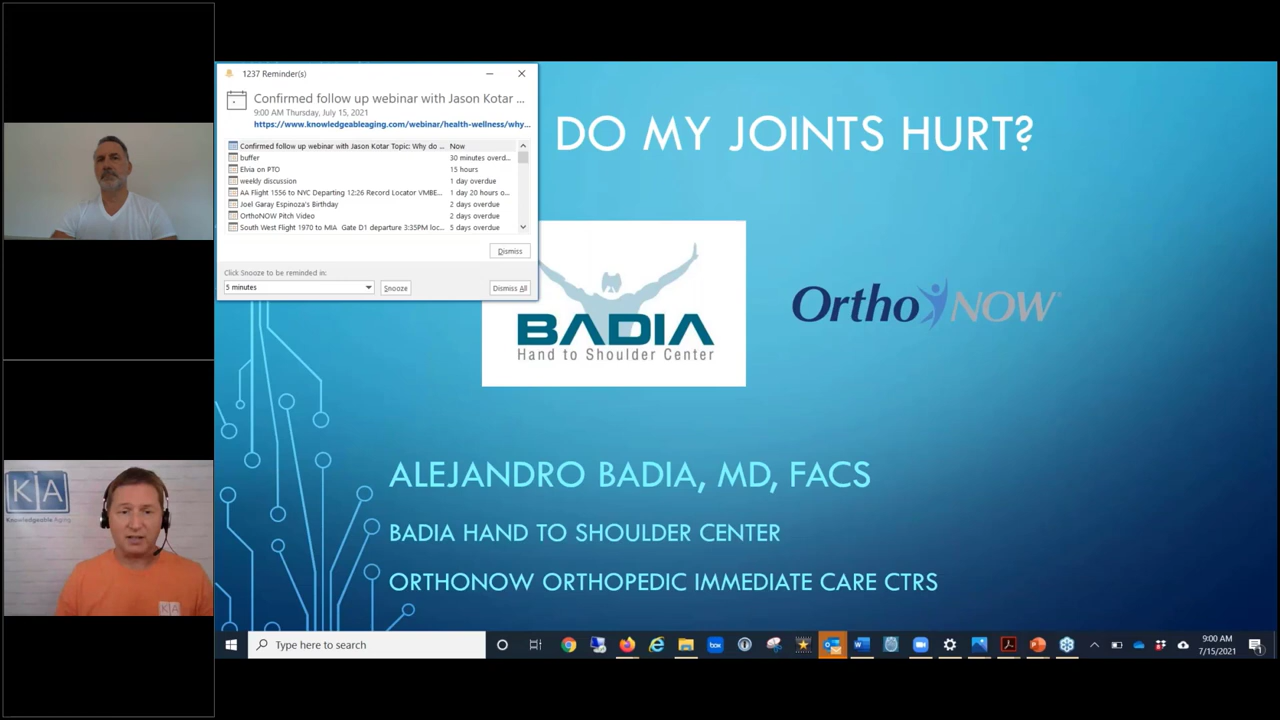 1237 Reminder(s)
Confirmed follow up webinar with Jason Kotar ...
9:00 AM Thursday, July 15, 2021
https://www.knowledgeableaging.com/webinar/health-wellness/why...
Confirmed follow up webinar with Jason Kotar Topic: Why do ... Now
buffer 30 minutes overd...
Elvia on PTO 15 hours
weekly discussion 1 day overdue
AA Flight 1556 to NYC Departing 12:26 Record Locator VMBE... 1 day 20 hours o...
Joel Garay Espinoza's Birthday 2 days overdue
OrthoNOW Pitch Video 2 days overdue
South West Flight 1970 to MIA Gate D1 departure 3:35PM loc... 5 days overdue
Dismiss
Click Snooze to be reminded in:
5 minutes
Snooze
Dismiss All
DO MY JOINTS HURT?
BADIA
Hand to Shoulder Center
Ortho NOW®
ALEJANDRO BADIA, MD, FACS
BADIA HAND TO SHOULDER CENTER
ORTHONOW ORTHOPEDIC IMMEDIATE CARE CTRS
KA
Knowledgeable Aging
KA
Type here to search
box
9:00 AM
7/15/2021
1